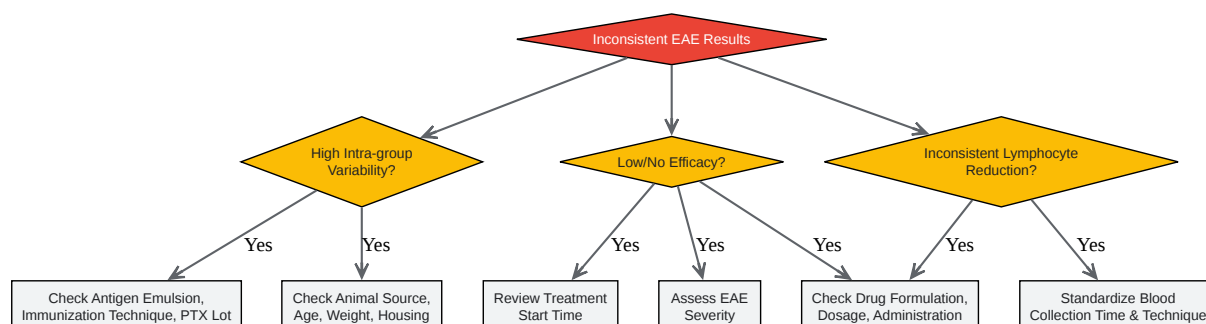 Inconsistent EAE Results
High Intra-group
Variability?
Low/No Efficacy?
Inconsistent Lymphocyte
Reduction?
Yes
Yes
Yes
Yes
Yes
Yes
Yes
Check Antigen Emulsion,
Immunization Technique, PTX Lot
Check Animal Source,
Age, Weight, Housing
Review Treatment
Start Time
Assess EAE
Severity
Check Drug Formulation,
Dosage, Administration
Standardize Blood
Collection Time & Technique